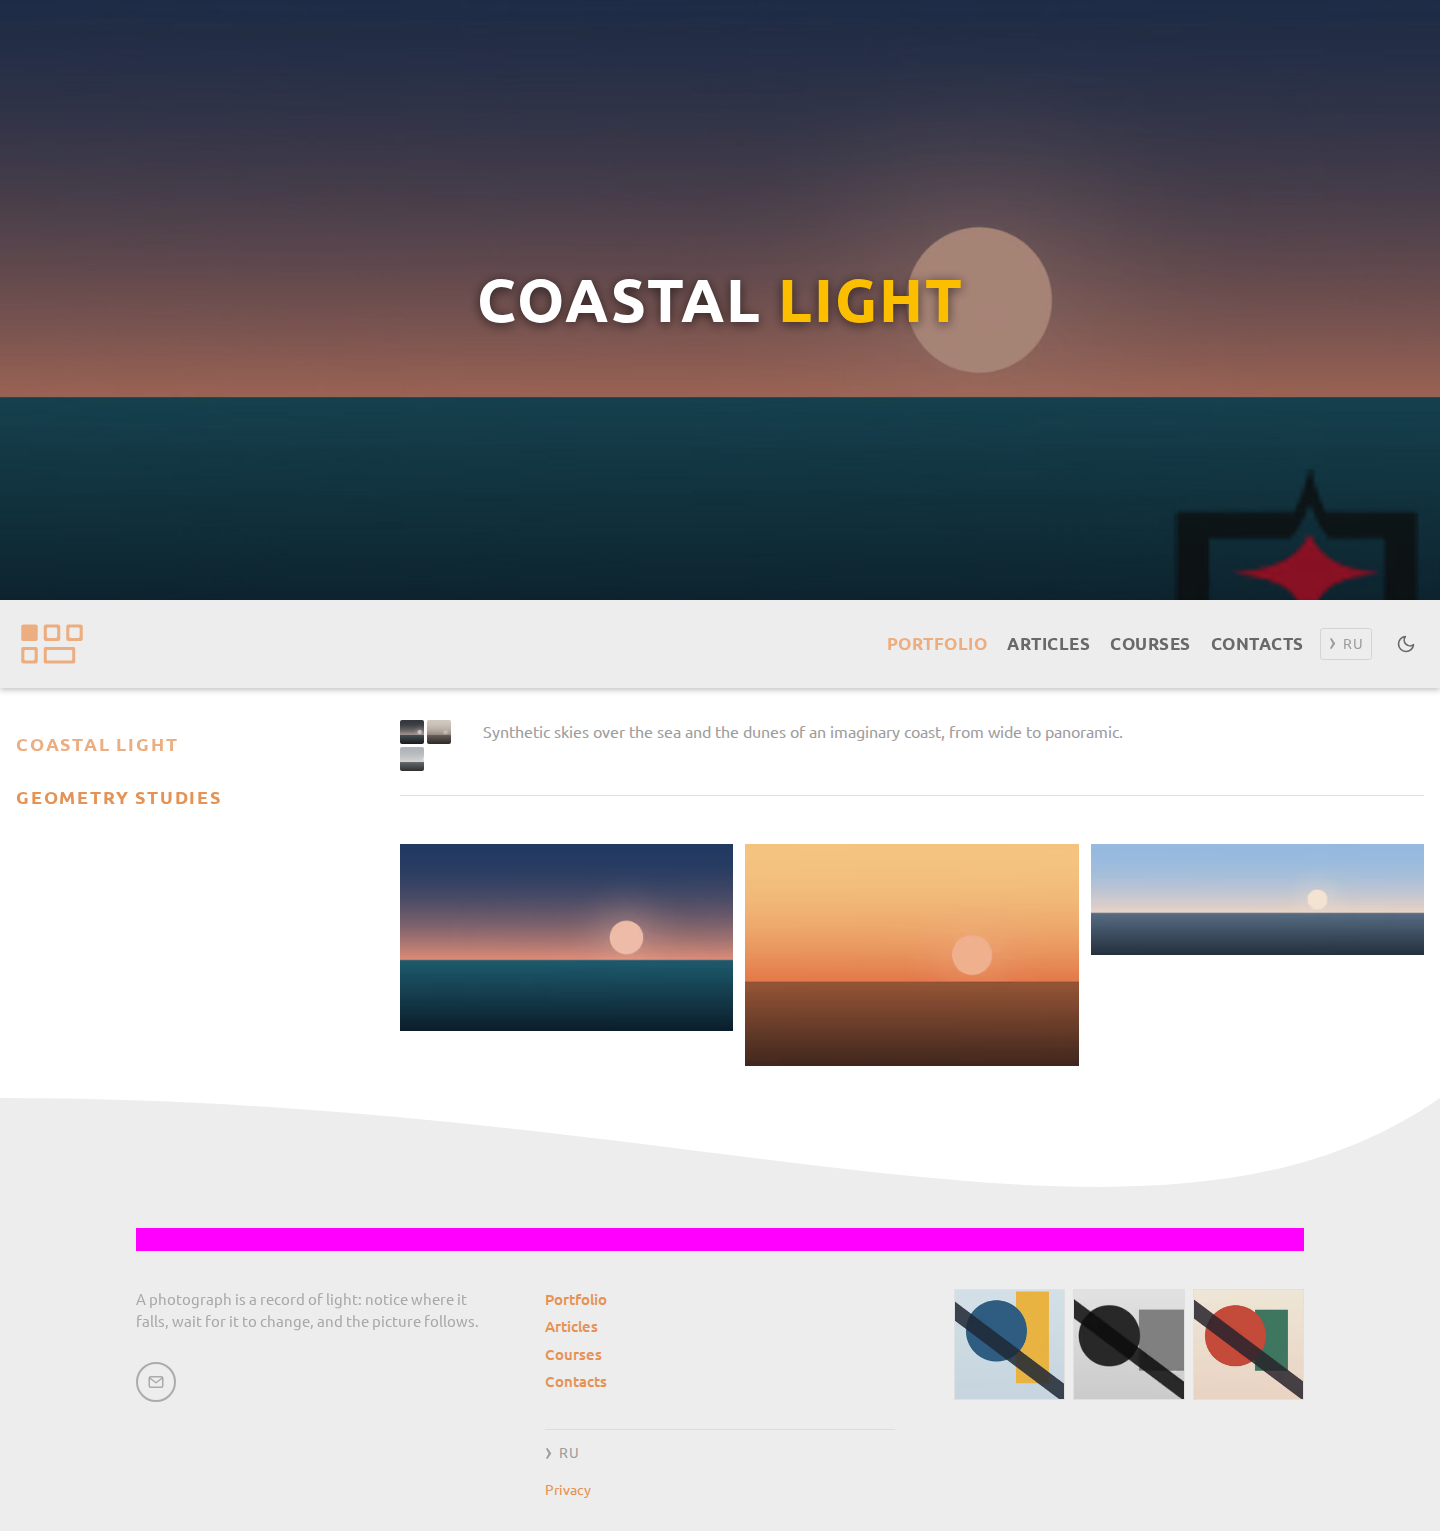 COASTAL LIGHT
PORTFOLIO ARTICLES COURSES CONTACTS RU
COASTAL LIGHT
GEOMETRY STUDIES
Synthetic skies over the sea and the dunes of an imaginary coast, from wide to panoramic.
A photograph is a record of light: notice where it
falls, wait for it to change, and the picture follows.
Portfolio
Articles
Courses
Contacts
RU
Privacy